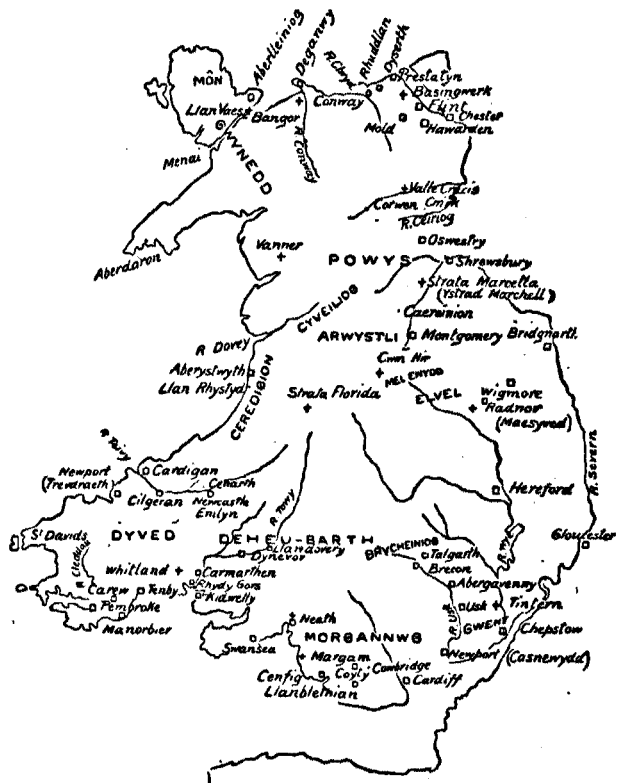 MÔN
Aberlleiniog
Deganwy
R. Clwyd
Rhuddlan
Dyserth
Prestatyn
Basingwerk
Flint
Chester
Hawarden
Mold
Llan Vaes
Bangor
Conway
R Conway
Menai
WYNEDD
Valle Crucis
Corwen
R. Ceiriog
Oswestry
Aberdaron
Vanner
POWYS
Shrewsbury
Strata Marcella
(Ystrad Marchell)
CYVEILIOG
Caereinion
ARWYSTLI
Montgomery
Bridgnorth
R Dovey
Cwm Hir
MELENYDD
Aberystwyth
Llan Rhystyd
CEREDIGION
Strata Florida
ELVEL
Wigmore
Radnor
(Maesyved)
R. Severn
R Teivy
Cardigan
Cenarth
Newport
(Trevdraeth)
Cilgeran
Newcastle
Emlyn
R Towy
Hereford
St Davids
DYVED
DEHEU-BARTH
Llandovery
Dynevor
BRYCHEINIOG
Talgarth
Brecon
R. Wye
Gloucester
R Cleddau
Whitland
Carmarthen
Abergavenny
Carew
Tenby
Rhyd y Gors
Kidwelly
Pembroke
Manorbier
R Usk
Usk
Tintern
GWENT
Chepstow
Neath
MORGANNWG
Swansea
Newport
(Casnewydd)
Margam
Coyty
Cowbridge
Cenfig
Llanbleinian
Cardiff